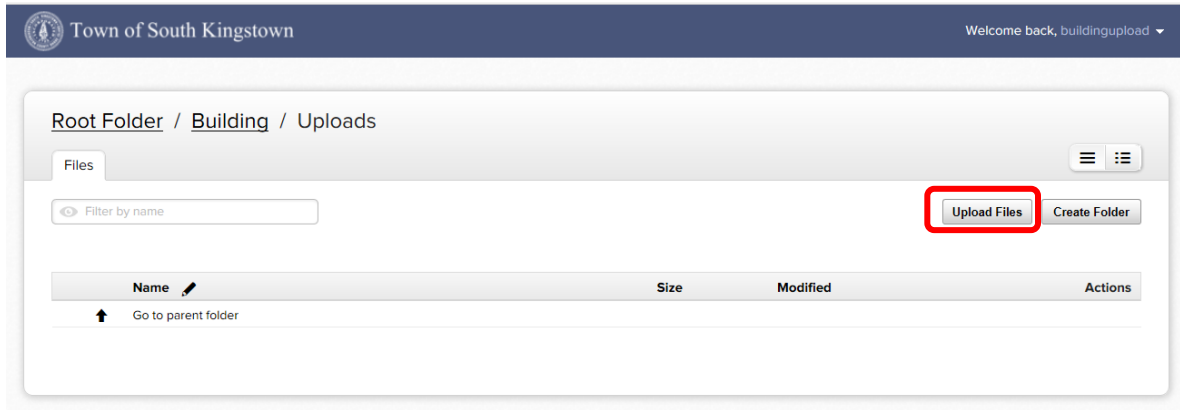 Town of South Kingstown
Welcome back, buildingupload
Root Folder / Building / Uploads
Files
Filter by name
Upload Files
Create Folder
Name Size Modified Actions
Go to parent folder